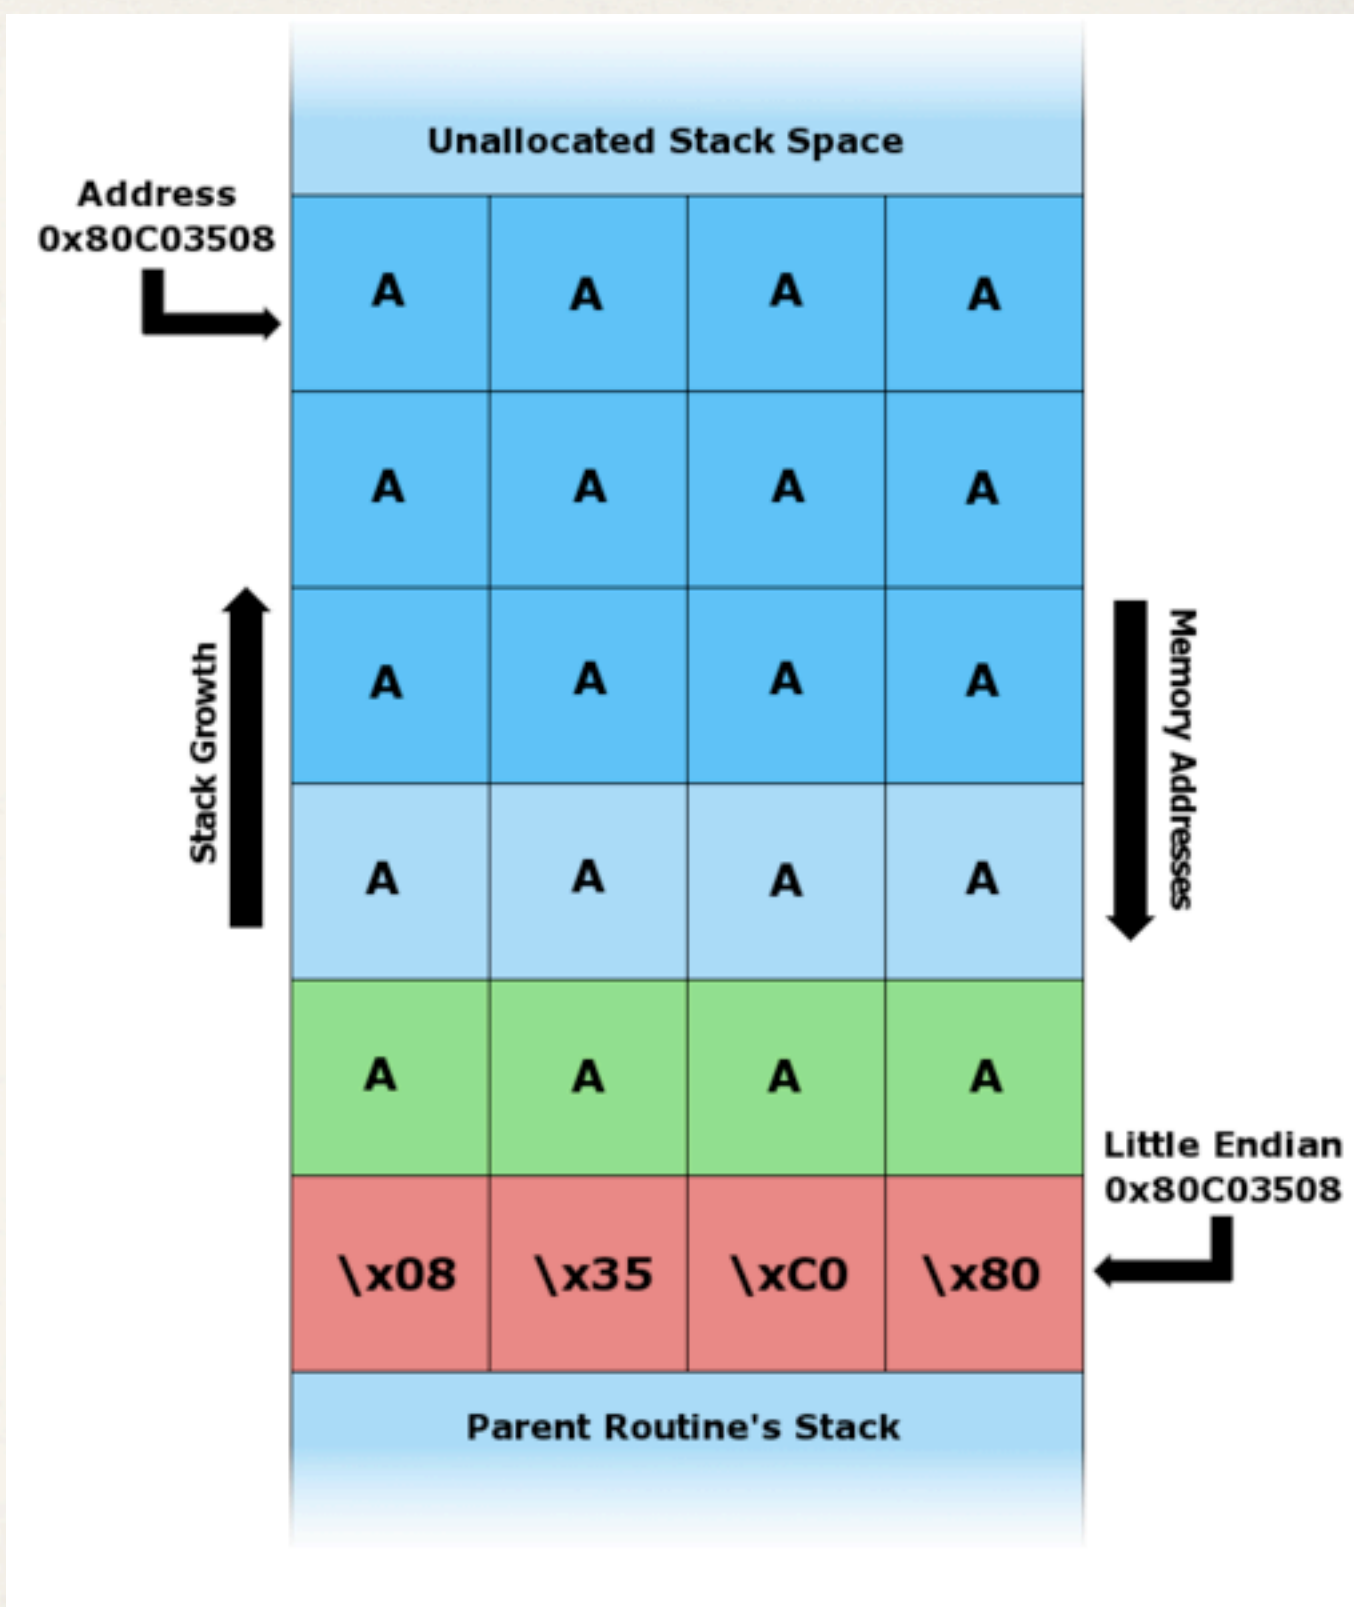 Unallocated Stack Space
Address
0x80C03508
A A A A
A A A A
A A A A
Stack Growth
Memory Addresses
A A A A
A A A A
Little Endian
0x80C03508
\x08 \x35 \xC0 \x80
Parent Routine's Stack